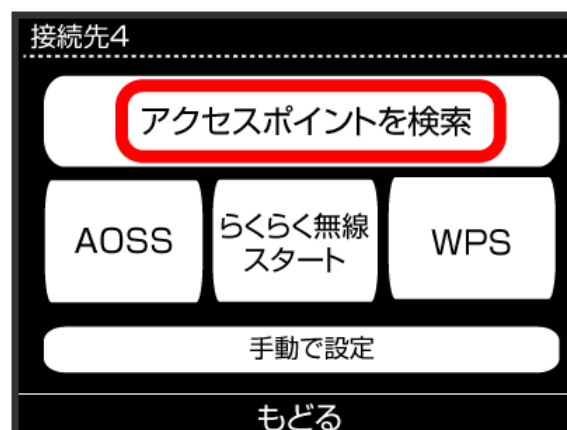 接続先4
アクセスポイントを検索
AOSS
らくらく無線
スタート
WPS
手動で設定
もどる